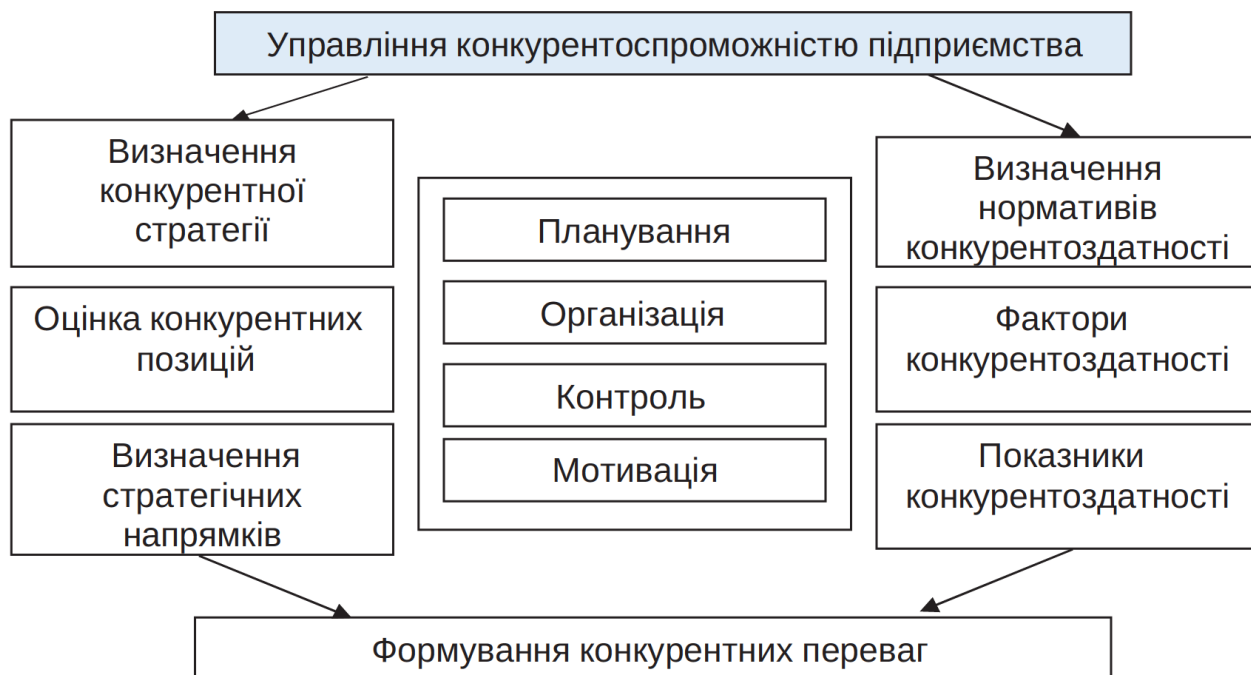 Управління конкурентоспроможністю підприємства
Визначення
конкурентної
стратегії
Оцінка конкурентних
позицій
Визначення
стратегічних
напрямків
Планування
Організація
Контроль
Мотивація
Визначення
нормативів
конкурентоздатності
Фактори
конкурентоздатності
Показники
конкурентоздатності
Формування конкурентних переваг